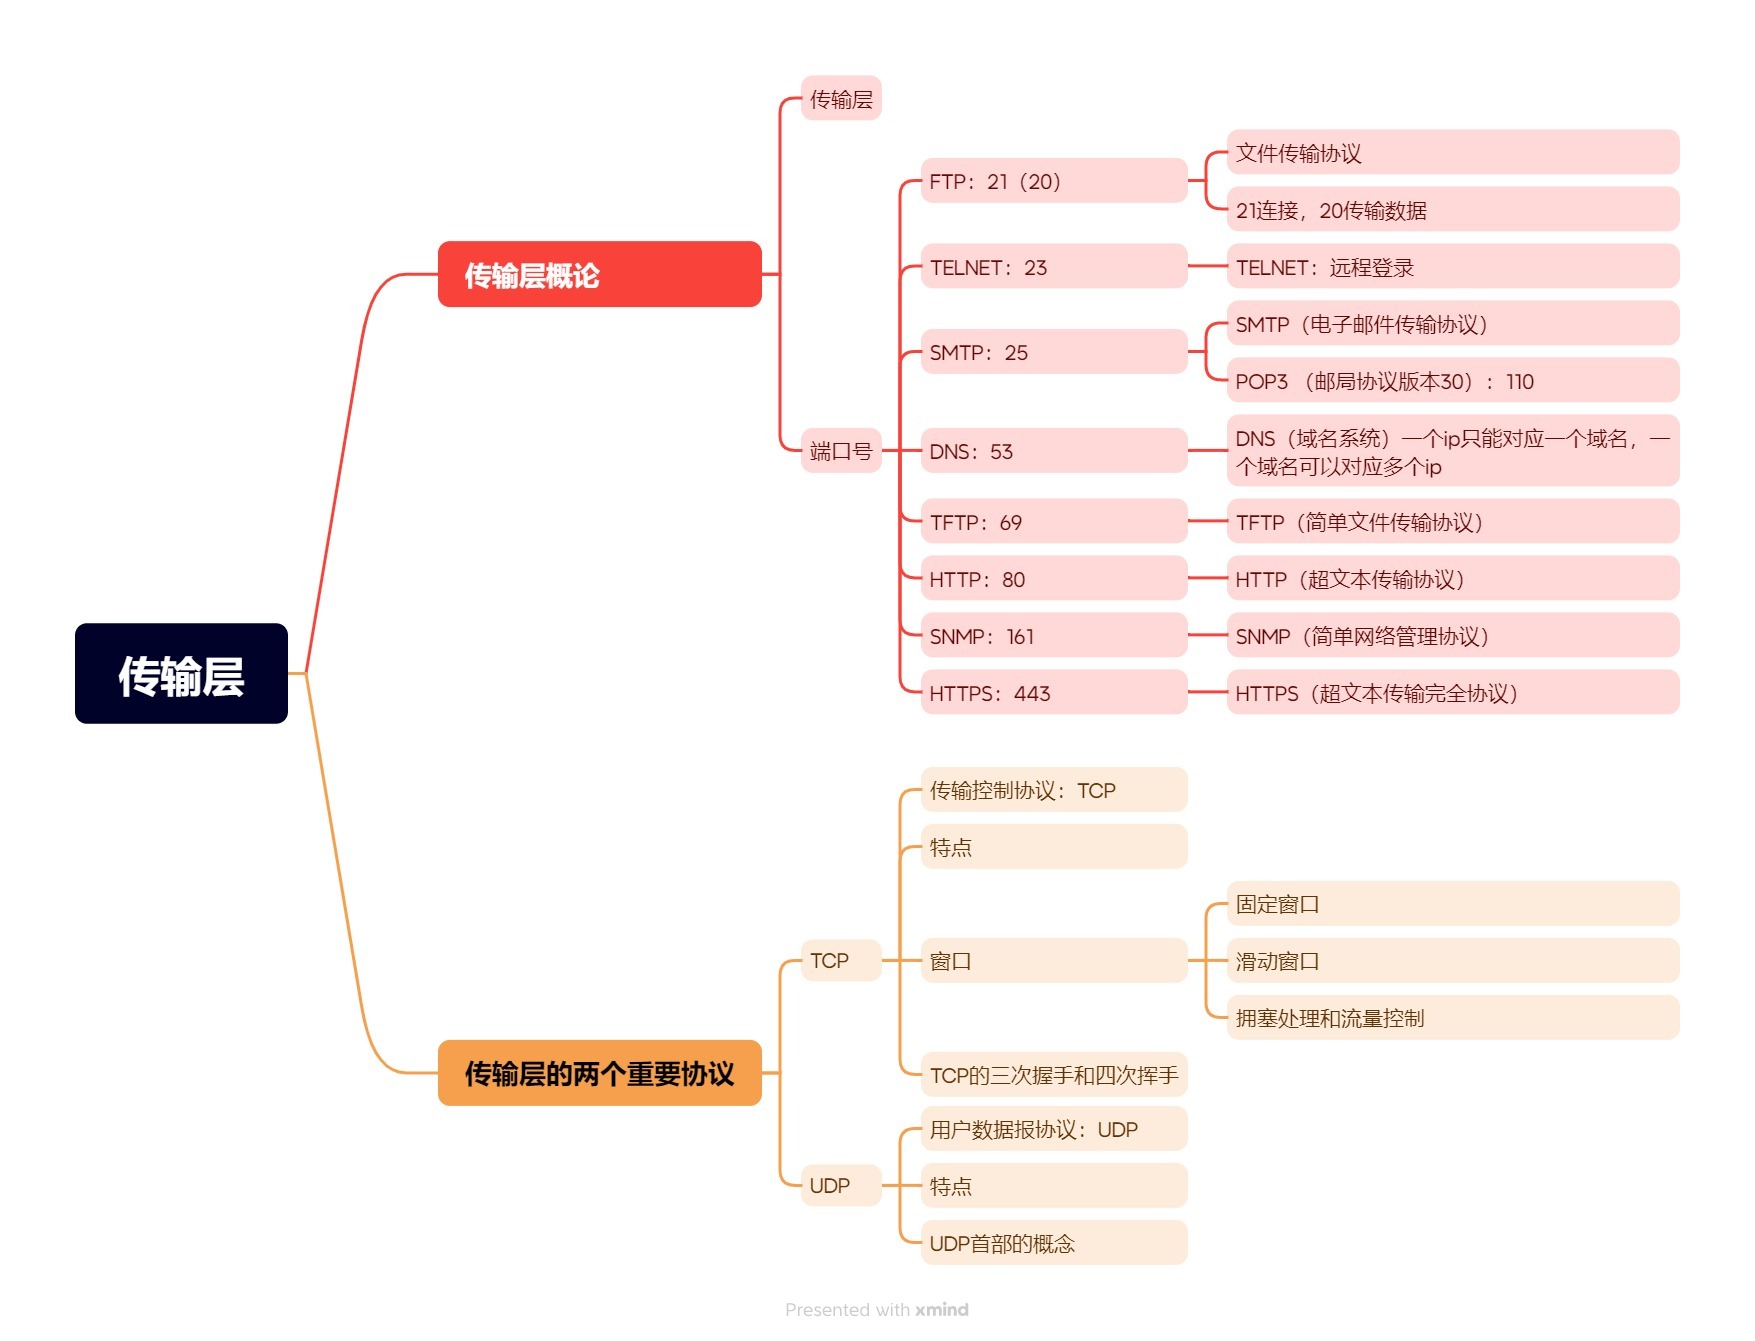 传输层
传输层概论
传输层
端口号
FTP：21（20）
文件传输协议
21连接，20传输数据
TELNET：23
TELNET：远程登录
SMTP：25
SMTP（电子邮件传输协议）
POP3 （邮局协议版本30）：110
DNS：53
DNS（域名系统）一个ip只能对应一个域名，一
个域名可以对应多个ip
TFTP：69
TFTP（简单文件传输协议）
HTTP：80
HTTP（超文本传输协议）
SNMP：161
SNMP（简单网络管理协议）
HTTPS：443
HTTPS（超文本传输完全协议）
传输层的两个重要协议
TCP
传输控制协议：TCP
特点
窗口
固定窗口
滑动窗口
拥塞处理和流量控制
TCP的三次握手和四次挥手
UDP
用户数据报协议：UDP
特点
UDP首部的概念
Presented with xmind